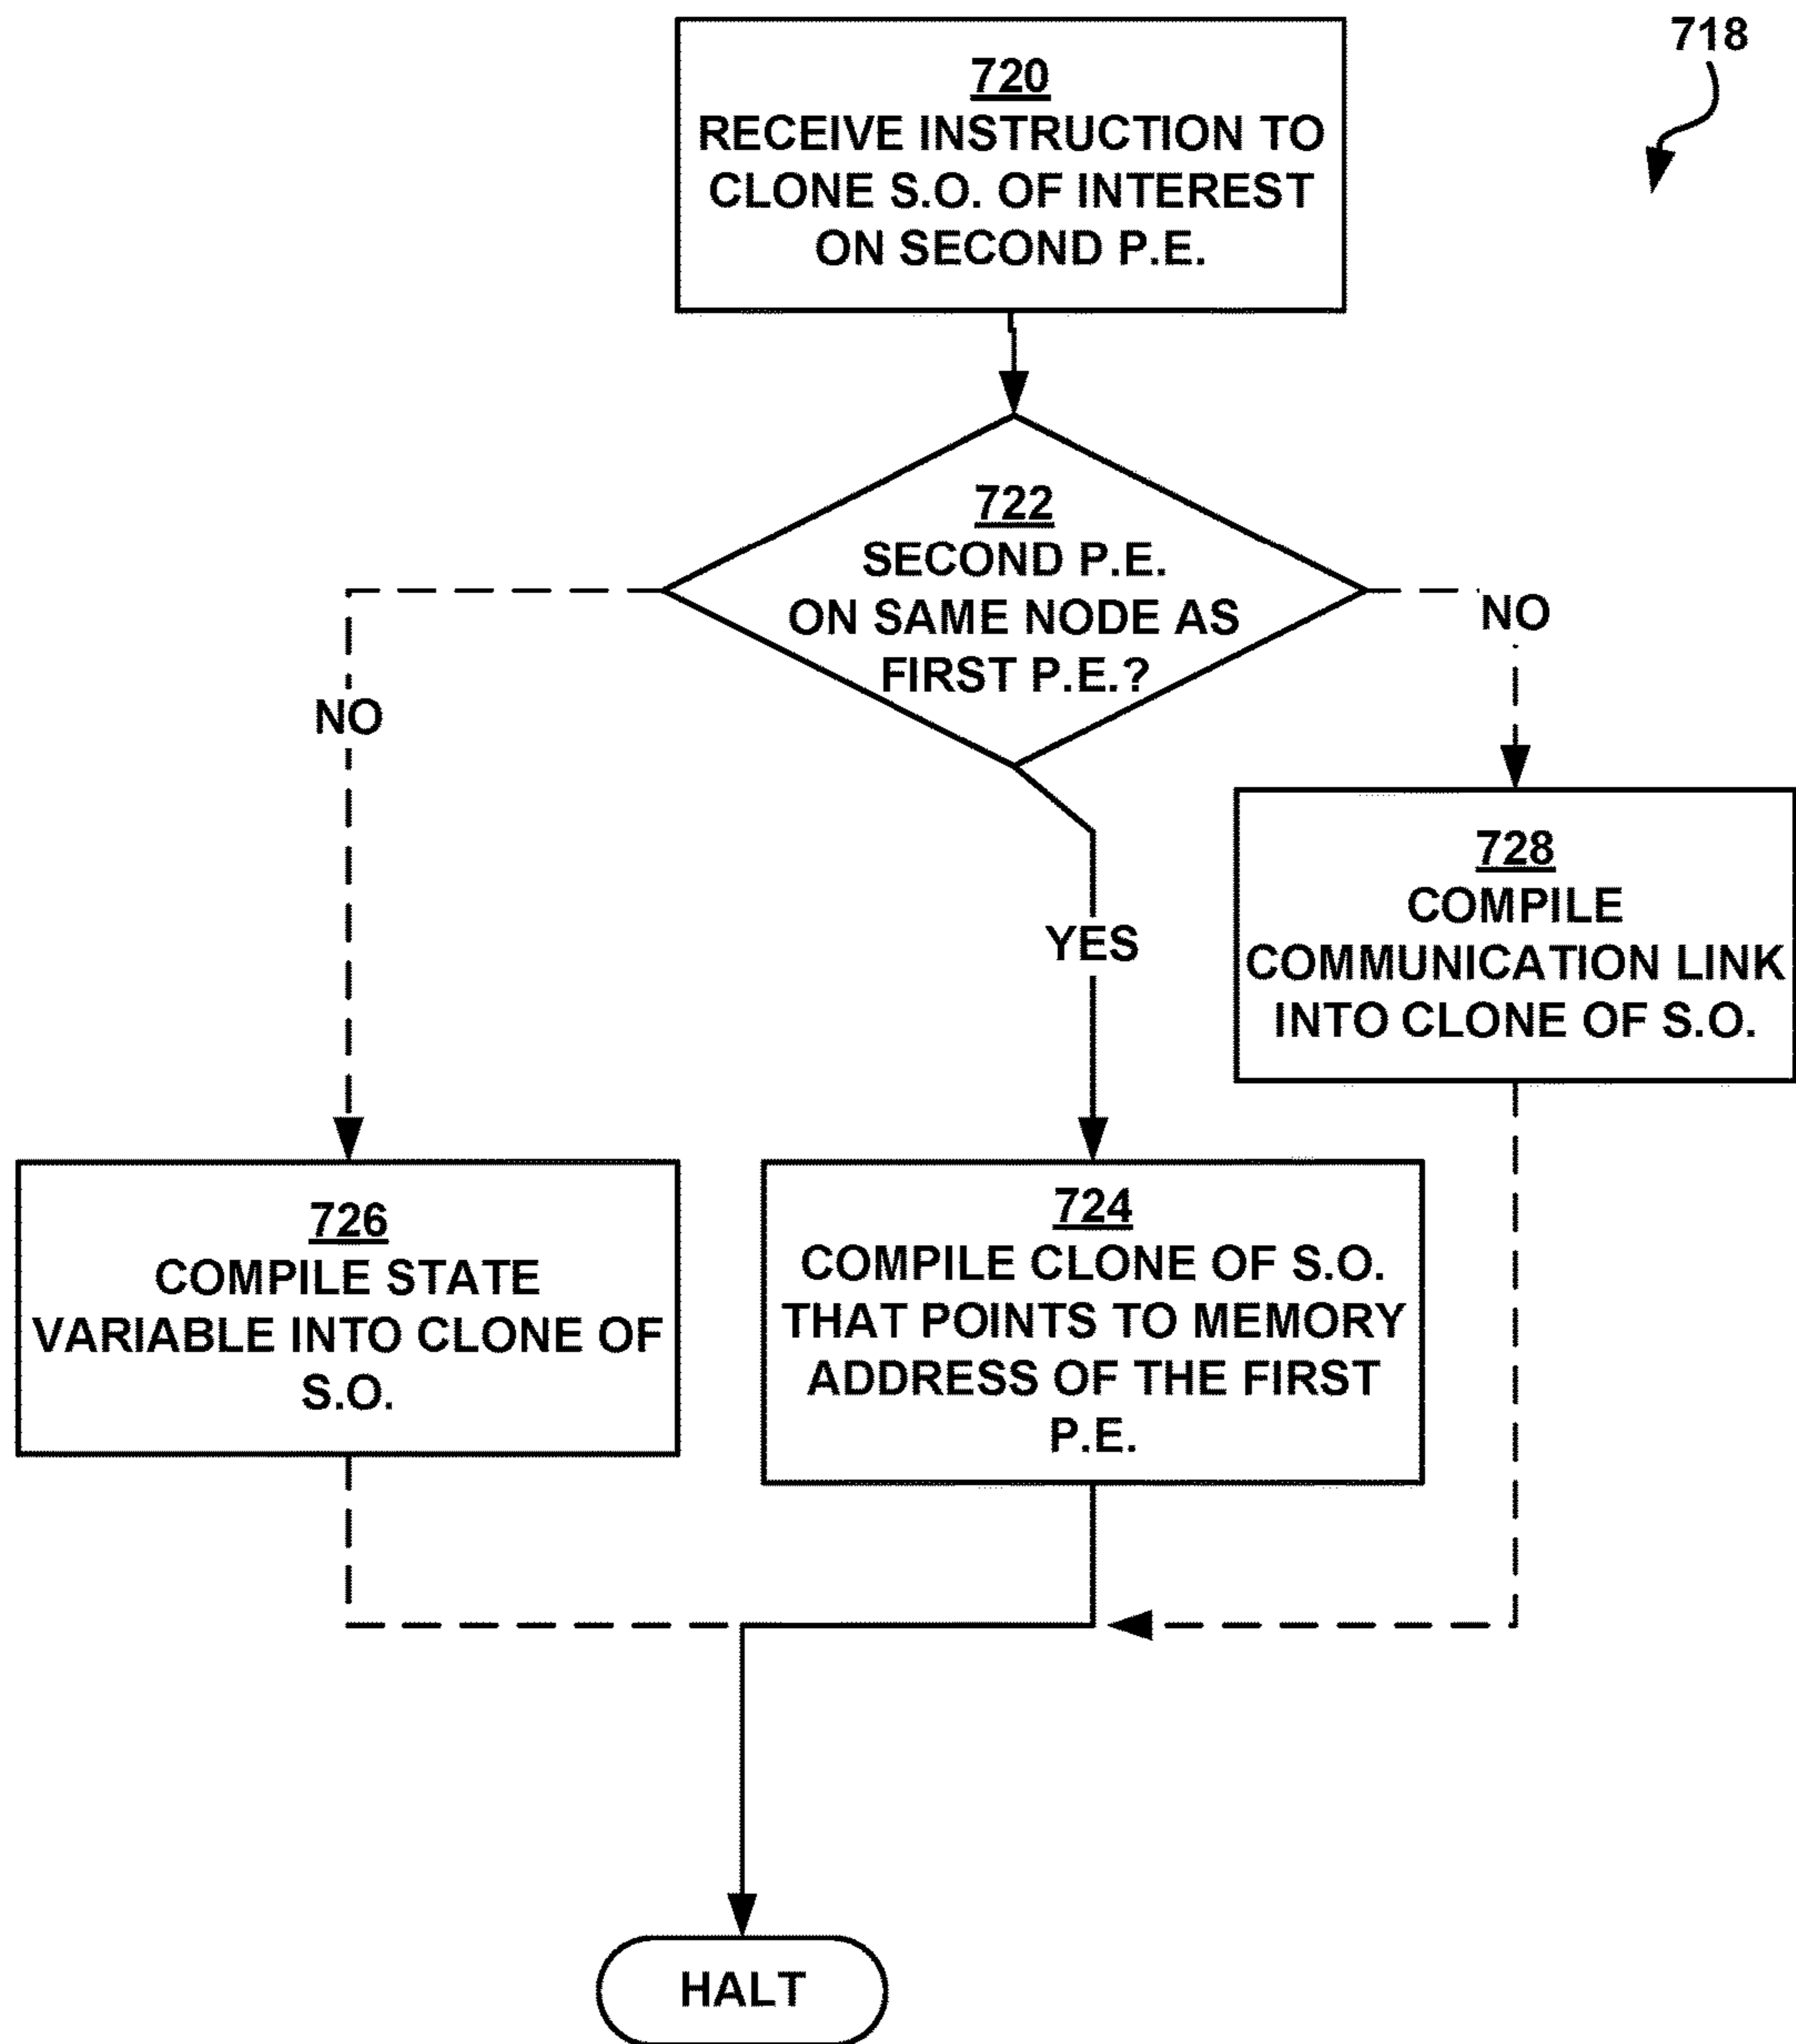 718
720
RECEIVE INSTRUCTION TO
CLONE S.O. OF INTEREST
ON SECOND P.E.
722
SECOND P.E.
ON SAME NODE AS
FIRST P.E.?
NO
NO
YES
728
COMPILE
COMMUNICATION LINK
INTO CLONE OF S.O.
726
COMPILE STATE
VARIABLE INTO CLONE OF
S.O.
724
COMPILE CLONE OF S.O.
THAT POINTS TO MEMORY
ADDRESS OF THE FIRST
P.E.
HALT